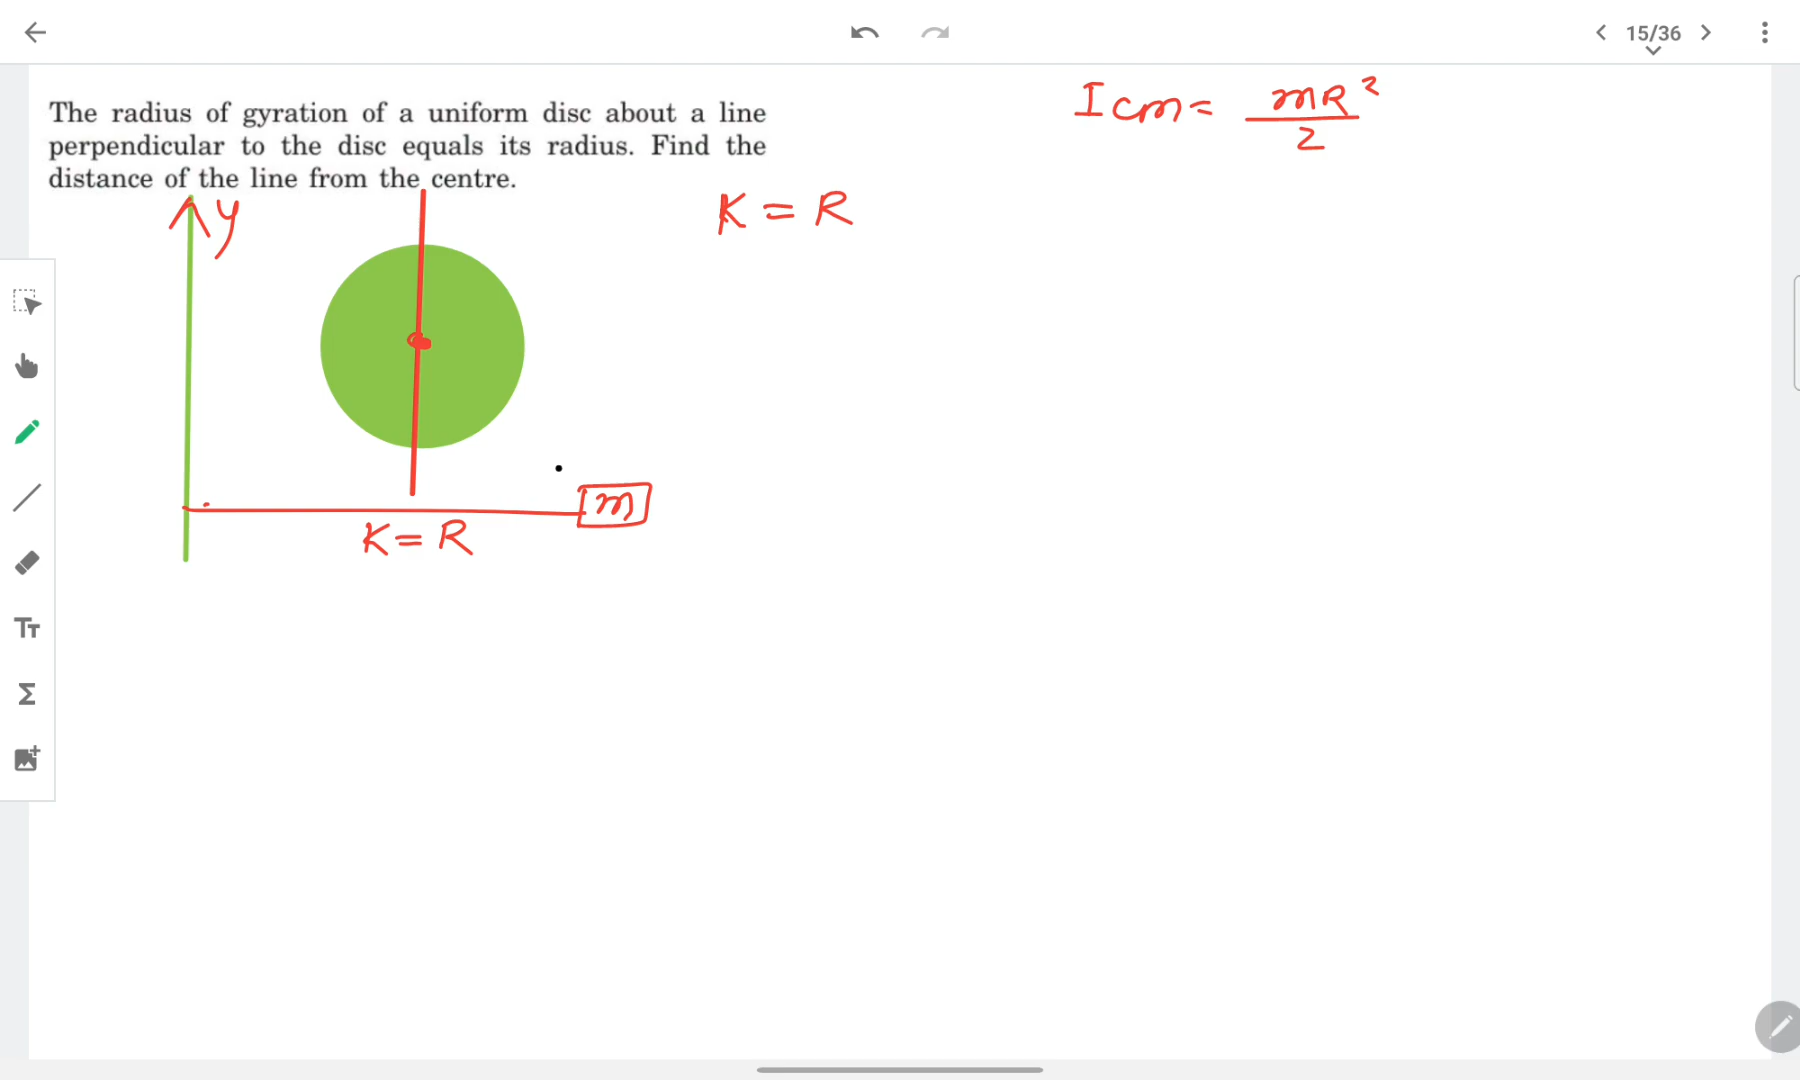 15/36
The radius of gyration of a uniform disc about a line
perpendicular to the disc equals its radius. Find the
distance of the line from the centre.
Icm = mR²/2
K = R
y
m
K = R
Tт
Σ